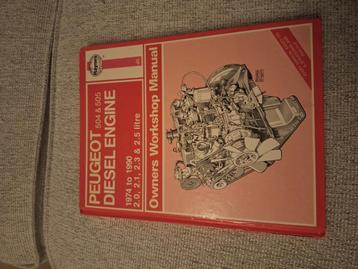 Haynes
PEUGEOT 504 & 505
DIESEL ENGINE
1974 to 1990
2.0, 2.1, 2.3 & 2.5 litre
Owners Workshop Manual